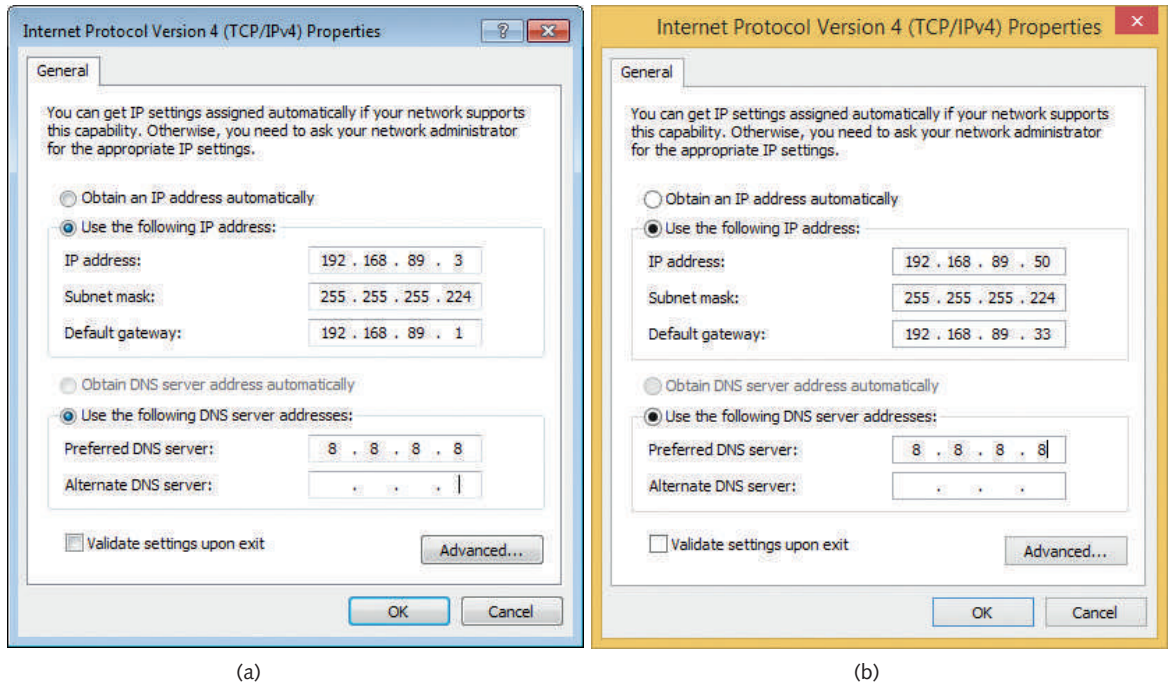 Internet Protocol Version 4 (TCP/IPv4) Properties
General
You can get IP settings assigned automatically if your network supports
this capability. Otherwise, you need to ask your network administrator
for the appropriate IP settings.
Obtain an IP address automatically
Use the following IP address:
IP address: 192 . 168 . 89 . 3
Subnet mask: 255 . 255 . 255 . 224
Default gateway: 192 . 168 . 89 . 1
Obtain DNS server address automatically
Use the following DNS server addresses:
Preferred DNS server: 8 . 8 . 8 . 8
Alternate DNS server: . . .
Validate settings upon exit
Advanced...
OK Cancel
(a)
Internet Protocol Version 4 (TCP/IPv4) Properties
General
You can get IP settings assigned automatically if your network supports
this capability. Otherwise, you need to ask your network administrator
for the appropriate IP settings.
Obtain an IP address automatically
Use the following IP address:
IP address: 192 . 168 . 89 . 50
Subnet mask: 255 . 255 . 255 . 224
Default gateway: 192 . 168 . 89 . 33
Obtain DNS server address automatically
Use the following DNS server addresses:
Preferred DNS server: 8 . 8 . 8 . 8
Alternate DNS server: . . .
Validate settings upon exit
Advanced...
OK Cancel
(b)